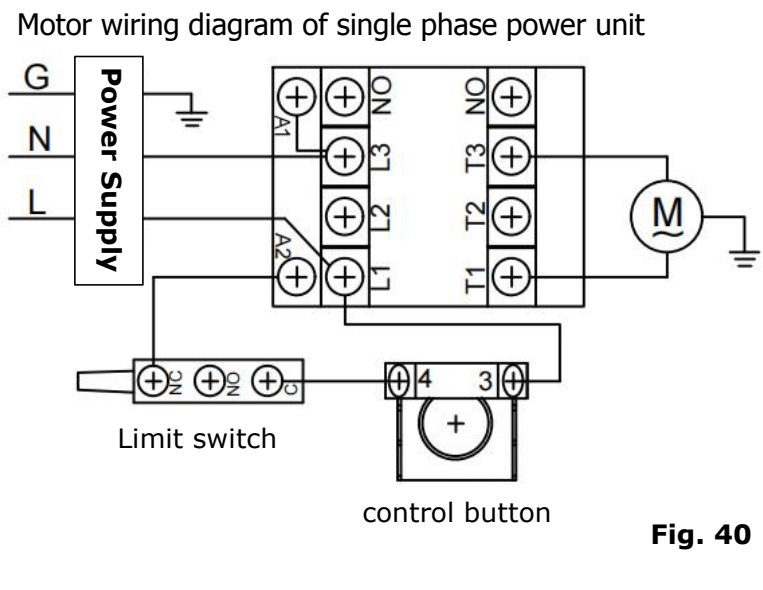 Motor wiring diagram of single phase power unit
G
N
L
Power Supply
A1
NO
L3
L2
A2
L1
NO
T3
T2
T1
M
NC
NO
C
Limit switch
4
3
control button
Fig. 40